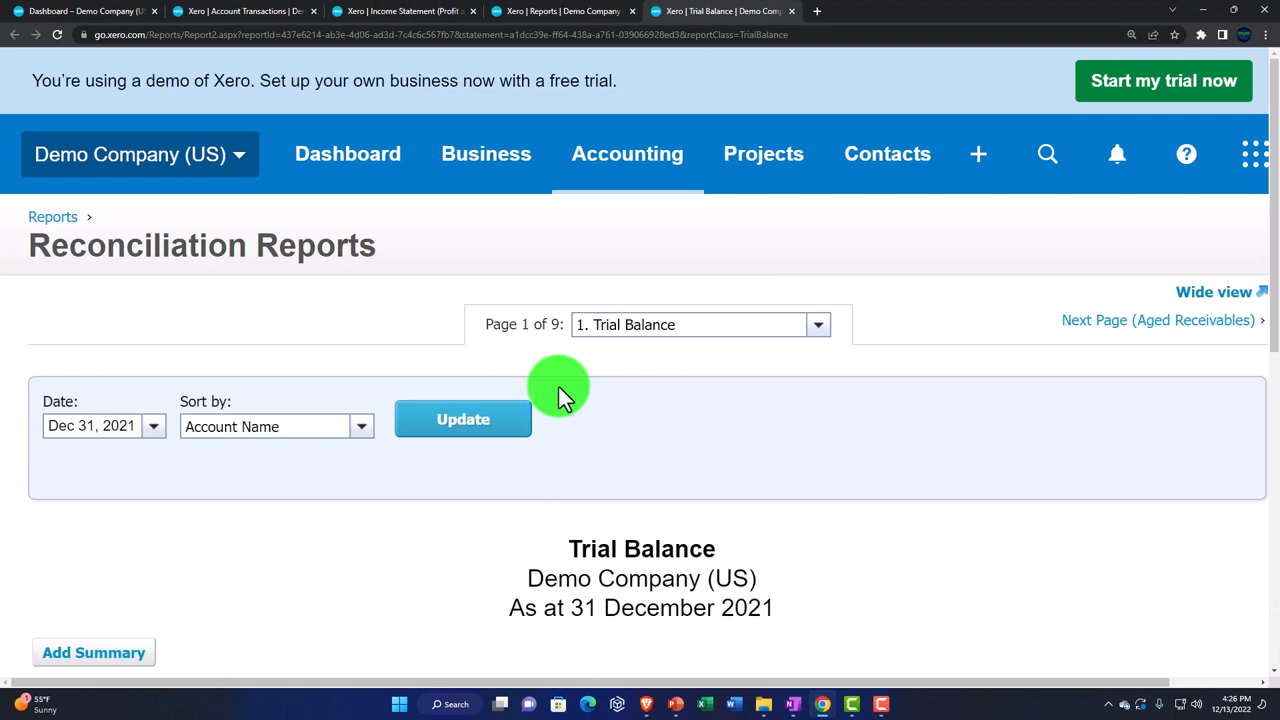 Dashboard – Demo Company (US)
Xero | Account Transactions | De
Xero | Income Statement (Profit a
Xero | Reports | Demo Company
Xero | Trial Balance | Demo Comp
go.xero.com/Reports/Report2.aspx?reportId=437e6214-ab3e-4d06-ad3d-7c4c6c567fb7&statement=a1dcc39e-ff64-438a-a761-039066928ed3&reportClass=TrialBalance
You're using a demo of Xero. Set up your own business now with a free trial.
Start my trial now
Demo Company (US)
Dashboard
Business
Accounting
Projects
Contacts
Reports ›
Reconciliation Reports
Wide view
Page 1 of 9: 1. Trial Balance
Next Page (Aged Receivables) ›
Date:
Sort by:
Dec 31, 2021
Account Name
Update
Trial Balance
Demo Company (US)
As at 31 December 2021
Add Summary
1
55°F
Sunny
Search
4:26 PM
12/13/2022